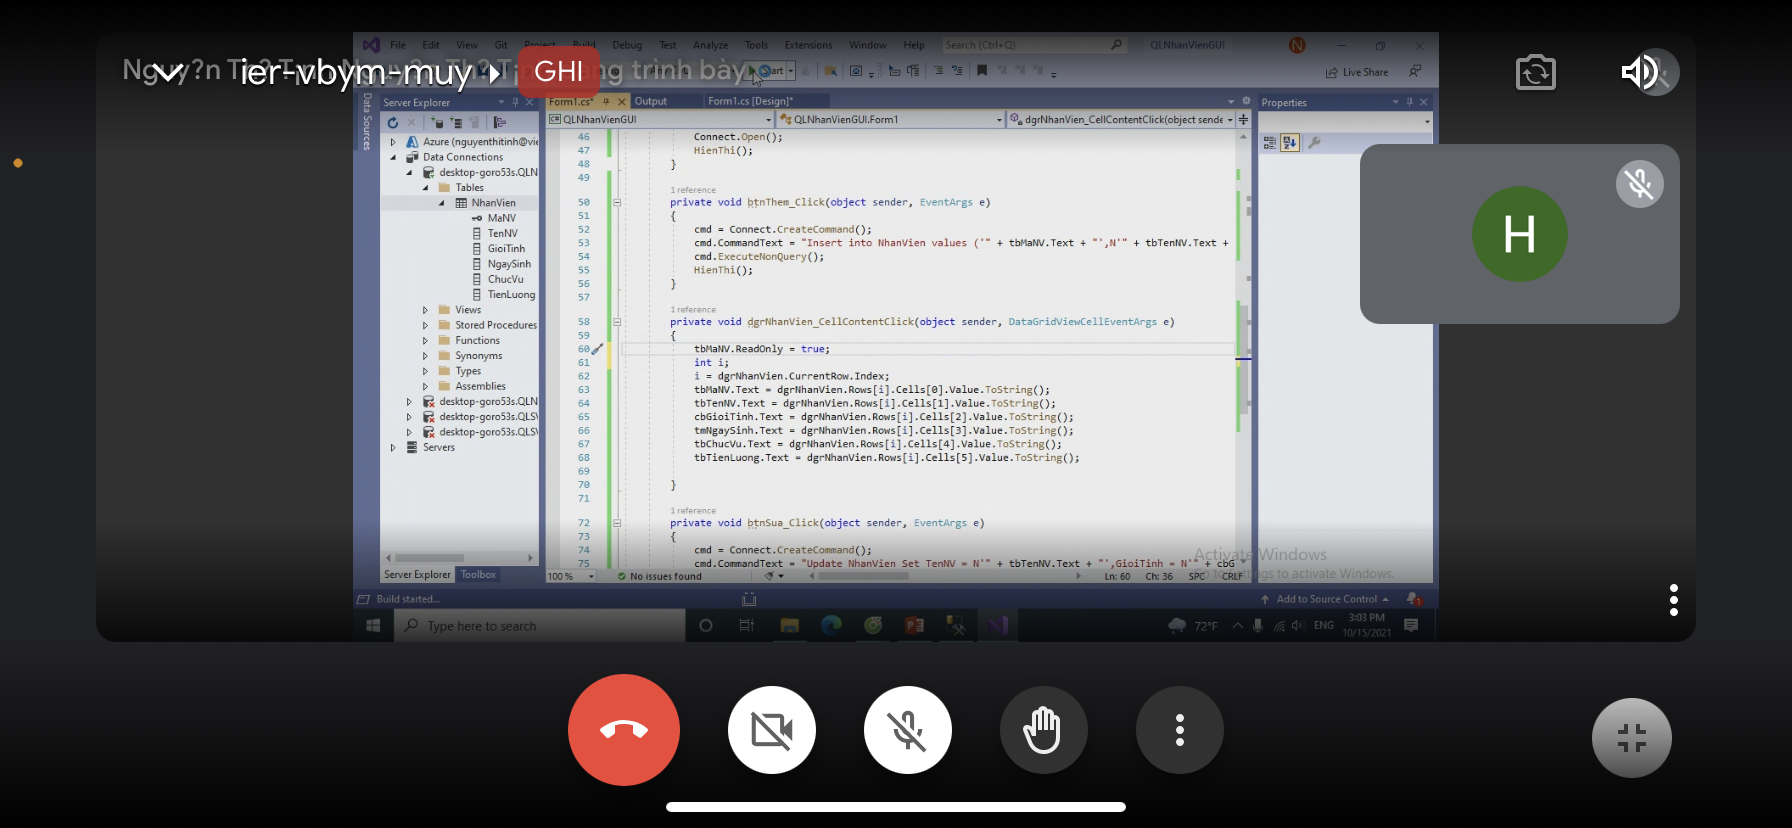 File Edit View Git Project Build Debug Test Analyze Tools Extensions Window Help Search (Ctrl+Q) QLNhanVienGUI N
ier-vbym-muy
GHI
trình bày
Start
Live Share
Data Sources
Server Explorer
Form1.cs* Output Form1.cs [Design]*
Properties
QLNhanVienGUI QLNhanVienGUI.Form1 dgrNhanVien_CellContentClick(object sende
Azure (nguyenthitinh@vie
Data Connections
desktop-goro53s.QLN
Tables
NhanVien
MaNV
TenNV
GioiTinh
NgaySinh
ChucVu
TienLuong
Views
Stored Procedures
Functions
Synonyms
Types
Assemblies
desktop-goro53s.QLN
desktop-goro53s.QLSV
desktop-goro53s.QLSV
Servers
Server Explorer Toolbox
46 Connect.Open();
47 HienThi();
48 }
49
1 reference
50 private void btnThem_Click(object sender, EventArgs e)
51 {
52 cmd = Connect.CreateCommand();
53 cmd.CommandText = "Insert into NhanVien values ('" + tbMaNV.Text + "',N'" + tbTenNV.Text +
54 cmd.ExecuteNonQuery();
55 HienThi();
56 }
57
1 reference
58 private void dgrNhanVien_CellContentClick(object sender, DataGridViewCellEventArgs e)
59 {
60 tbMaNV.ReadOnly = true;
61 int i;
62 i = dgrNhanVien.CurrentRow.Index;
63 tbMaNV.Text = dgrNhanVien.Rows[i].Cells[0].Value.ToString();
64 tbTenNV.Text = dgrNhanVien.Rows[i].Cells[1].Value.ToString();
65 cbGioiTinh.Text = dgrNhanVien.Rows[i].Cells[2].Value.ToString();
66 tmNgaySinh.Text = dgrNhanVien.Rows[i].Cells[3].Value.ToString();
67 tbChucVu.Text = dgrNhanVien.Rows[i].Cells[4].Value.ToString();
68 tbTienLuong.Text = dgrNhanVien.Rows[i].Cells[5].Value.ToString();
69
70 }
71
1 reference
72 private void btnSua_Click(object sender, EventArgs e)
73 {
74 cmd = Connect.CreateCommand();
75 cmd.CommandText = "Update NhanVien Set TenNV = N'" + tbTenNV.Text + "',GioiTinh = N'" + cbG
H
Activate Windows
Go to Settings to activate Windows.
100 % No issues found Ln: 60 Ch: 36 SPC CRLF
Build started... Add to Source Control 1
Type here to search 72°F ENG 3:03 PM
10/15/2021